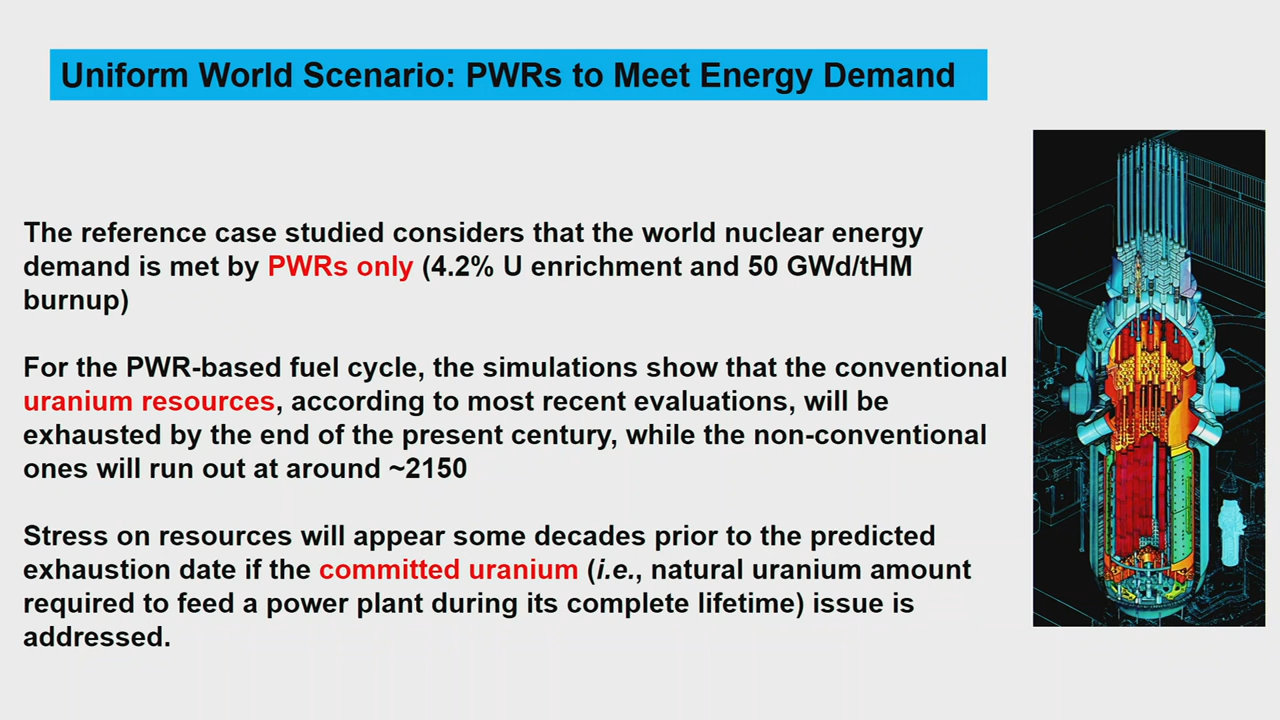 Uniform World Scenario: PWRs to Meet Energy Demand
The reference case studied considers that the world nuclear energy
demand is met by PWRs only (4.2% U enrichment and 50 GWd/tHM
burnup)
For the PWR-based fuel cycle, the simulations show that the conventional
uranium resources, according to most recent evaluations, will be
exhausted by the end of the present century, while the non-conventional
ones will run out at around ~2150
Stress on resources will appear some decades prior to the predicted
exhaustion date if the committed uranium (i.e., natural uranium amount
required to feed a power plant during its complete lifetime) issue is
addressed.